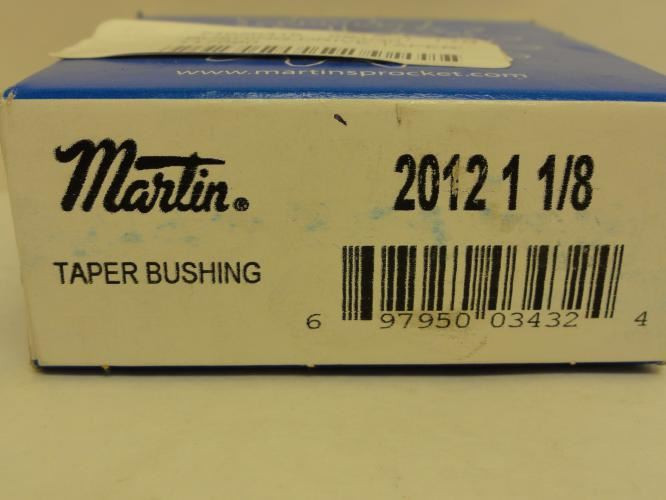 www.martinsprocket.com
Martin®
2012 1 1/8
TAPER BUSHING
6 97950 03432 4